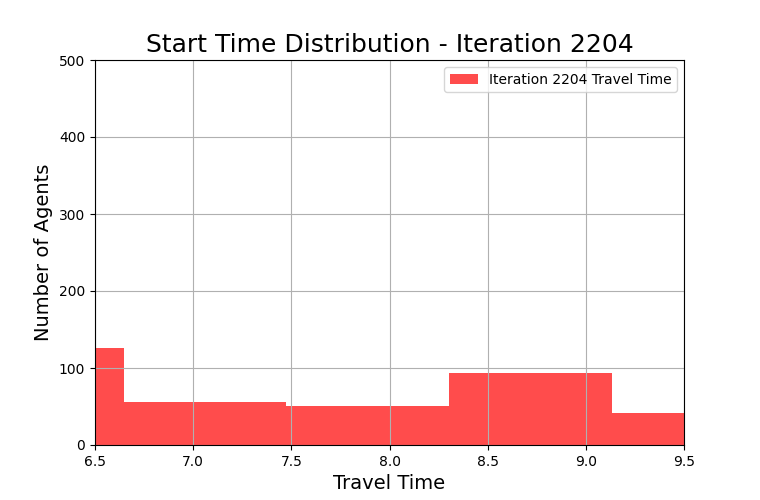 Start Time Distribution - Iteration 2204
Iteration 2204 Travel Time
Number of Agents
500
400
300
200
100
0
6.5 7.0 7.5 8.0 8.5 9.0 9.5
Travel Time